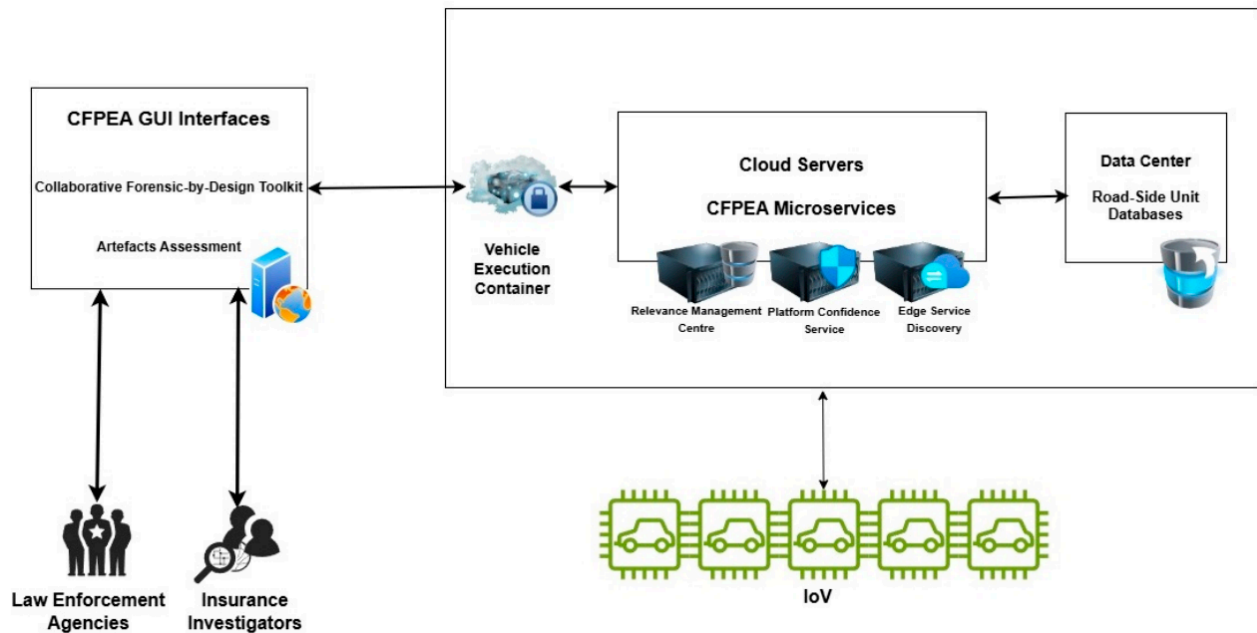 CFPEA GUI Interfaces
Collaborative Forensic-by-Design Toolkit
Artefacts Assessment
Law Enforcement
Agencies
Insurance
Investigators
Vehicle
Execution
Container
Cloud Servers
CFPEA Microservices
Relevance Management
Centre
Platform Confidence
Service
Edge Service
Discovery
Data Center
Road-Side Unit
Databases
IoV